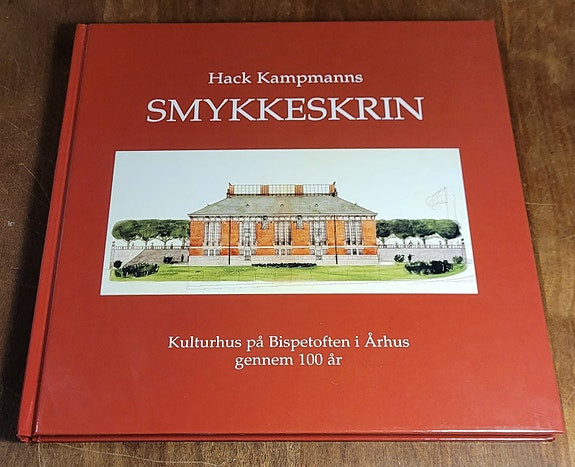 Hack Kampmanns
SMYKKESKRIN
Kulturhus på Bispetoften i Århus
gennem 100 år